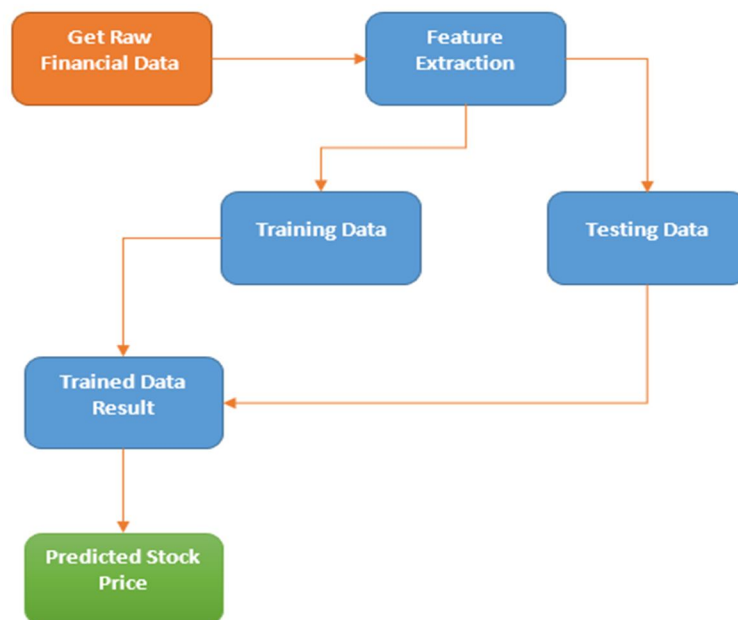 Get Raw
Financial Data
Feature
Extraction
Training Data
Testing Data
Trained Data
Result
Predicted Stock
Price